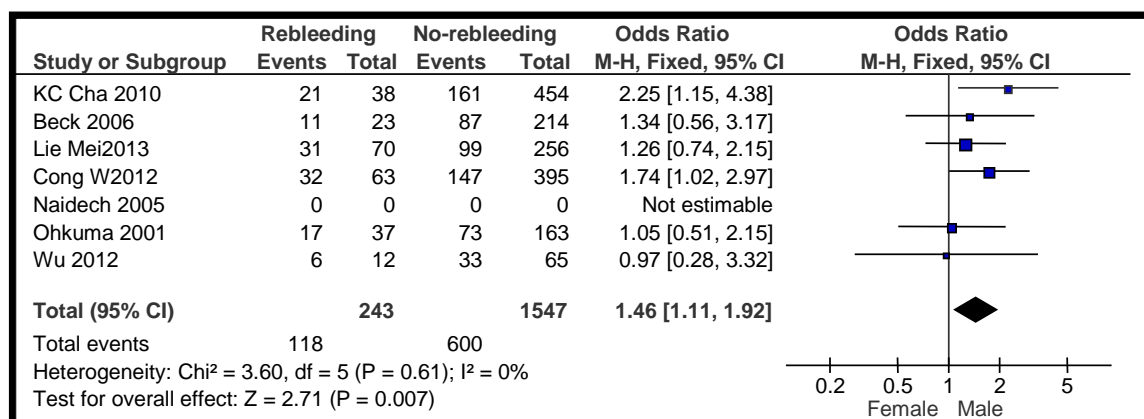 Rebleeding No-rebleeding Odds Ratio Odds Ratio
Study or Subgroup Events Total Events Total M-H, Fixed, 95% CI M-H, Fixed, 95% CI
KC Cha 2010 21 38 161 454 2.25 [1.15, 4.38]
Beck 2006 11 23 87 214 1.34 [0.56, 3.17]
Lie Mei2013 31 70 99 256 1.26 [0.74, 2.15]
Cong W2012 32 63 147 395 1.74 [1.02, 2.97]
Naidech 2005 0 0 0 0 Not estimable
Ohkuma 2001 17 37 73 163 1.05 [0.51, 2.15]
Wu 2012 6 12 33 65 0.97 [0.28, 3.32]
Total (95% CI) 243 1547 1.46 [1.11, 1.92]
Total events 118 600
Heterogeneity: Chi² = 3.60, df = 5 (P = 0.61); I² = 0%
Test for overall effect: Z = 2.71 (P = 0.007)
0.2 0.5 1 2 5
Female Male